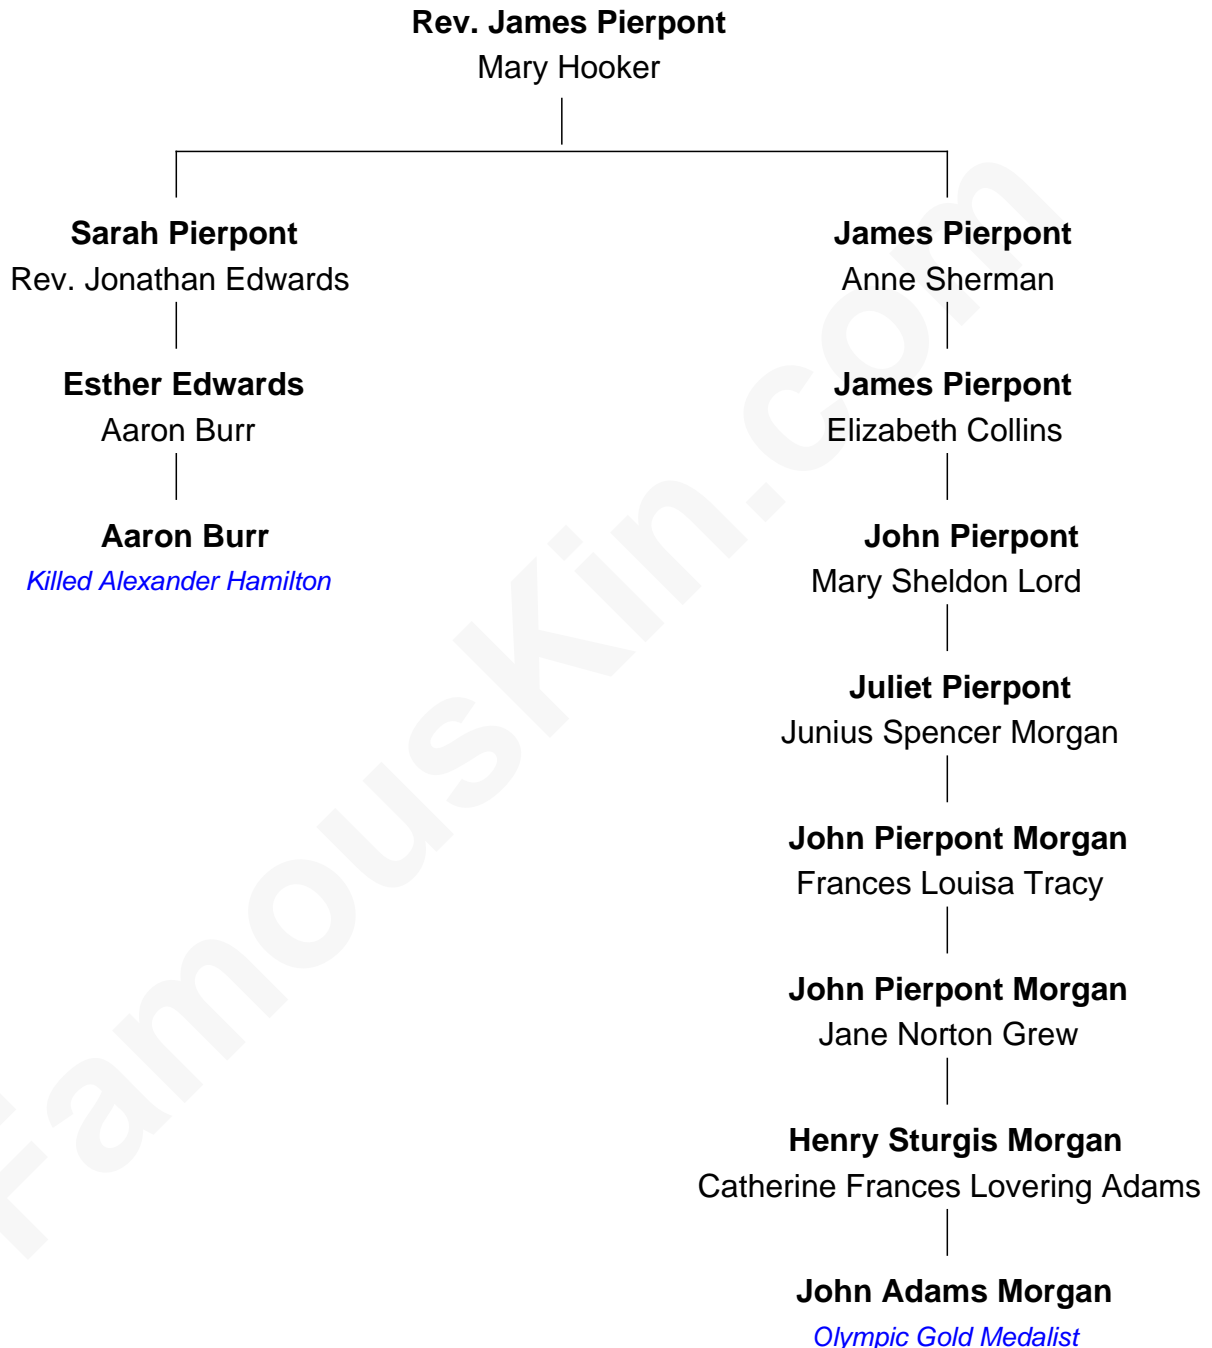 Rev. James Pierpont
Mary Hooker
Sarah Pierpont
Rev. Jonathan Edwards
James Pierpont
Anne Sherman
Esther Edwards
Aaron Burr
James Pierpont
Elizabeth Collins
Aaron Burr
Killed Alexander Hamilton
John Pierpont
Mary Sheldon Lord
Juliet Pierpont
Junius Spencer Morgan
John Pierpont Morgan
Frances Louisa Tracy
John Pierpont Morgan
Jane Norton Grew
Henry Sturgis Morgan
Catherine Frances Lovering Adams
John Adams Morgan
Olympic Gold Medalist
FamousKin.com